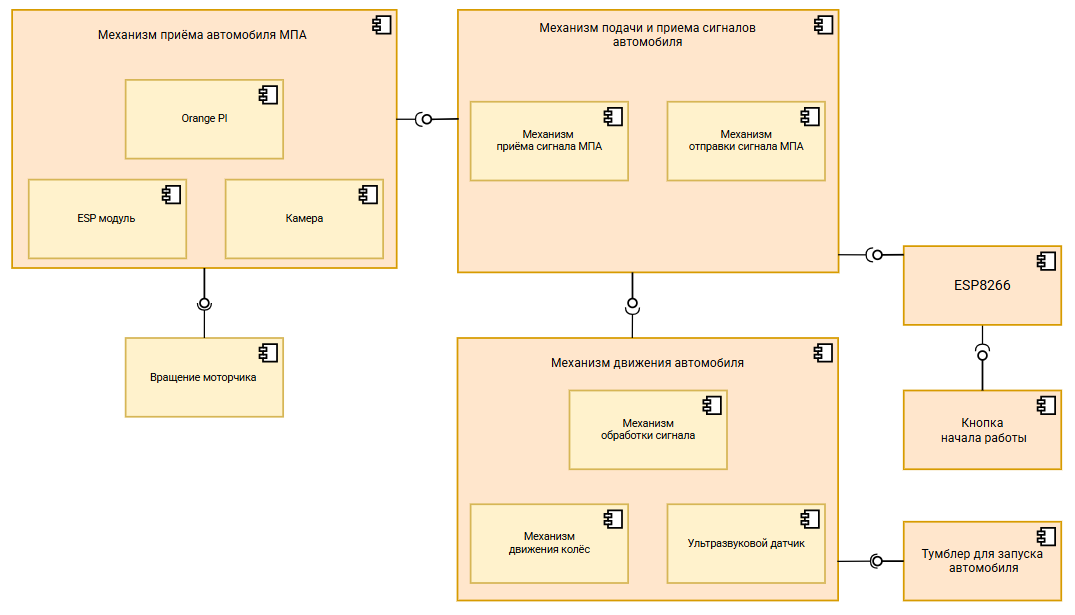 Механизм приёма автомобиля МПА
Orange PI
ESP модуль
Камера
Вращение моторчика
Механизм подачи и приема сигналов
автомобиля
Механизм
приёма сигнала МПА
Механизм
отправки сигнала МПА
ESP8266
Кнопка
начала работы
Механизм движения автомобиля
Механизм
обработки сигнала
Механизм
движения колёс
Ультразвуковой датчик
Тумблер для запуска
автомобиля